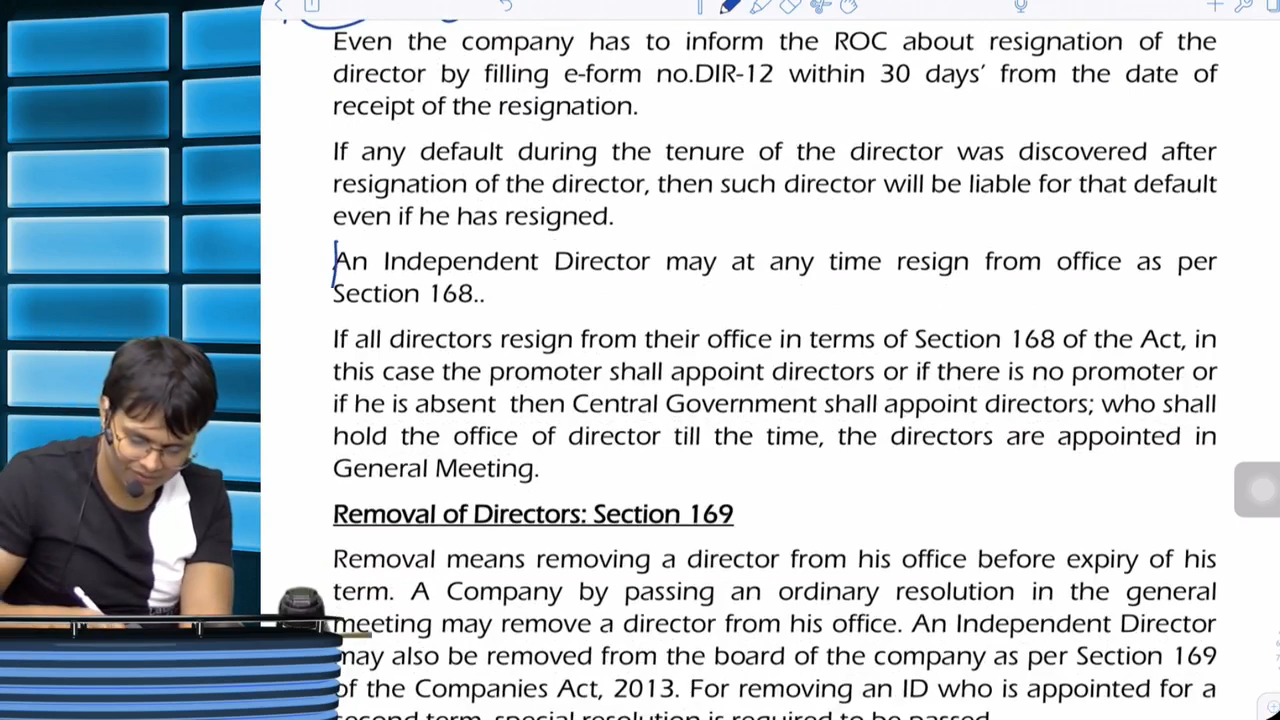 Even the company has to inform the ROC about resignation of the
director by filling e-form no.DIR-12 within 30 days' from the date of
receipt of the resignation.
If any default during the tenure of the director was discovered after
resignation of the director, then such director will be liable for that default
even if he has resigned.
An Independent Director may at any time resign from office as per
Section 168..
If all directors resign from their office in terms of Section 168 of the Act, in
this case the promoter shall appoint directors or if there is no promoter or
if he is absent then Central Government shall appoint directors; who shall
hold the office of director till the time, the directors are appointed in
General Meeting.
Removal of Directors: Section 169
Removal means removing a director from his office before expiry of his
term. A Company by passing an ordinary resolution in the general
meeting may remove a director from his office. An Independent Director
may also be removed from the board of the company as per Section 169
of the Companies Act, 2013. For removing an ID who is appointed for a
second term, special resolution is required to be passed